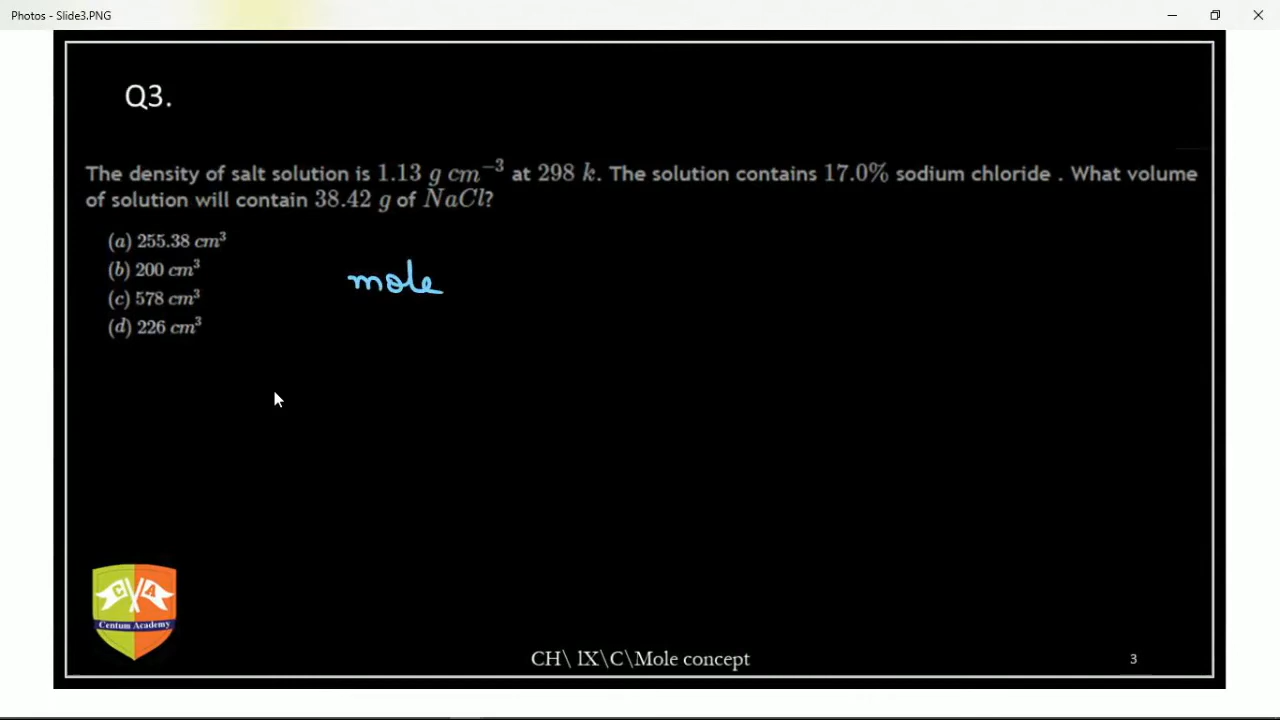 Photos - Slide3.PNG
Q3.
The density of salt solution is 1.13 g cm⁻³ at 298 k. The solution contains 17.0% sodium chloride . What volume
of solution will contain 38.42 g of NaCl?
(a) 255.38 cm³
(b) 200 cm³
(c) 578 cm³
(d) 226 cm³
mole
C A
Centum Academy
CH\ lX\C\Mole concept
3